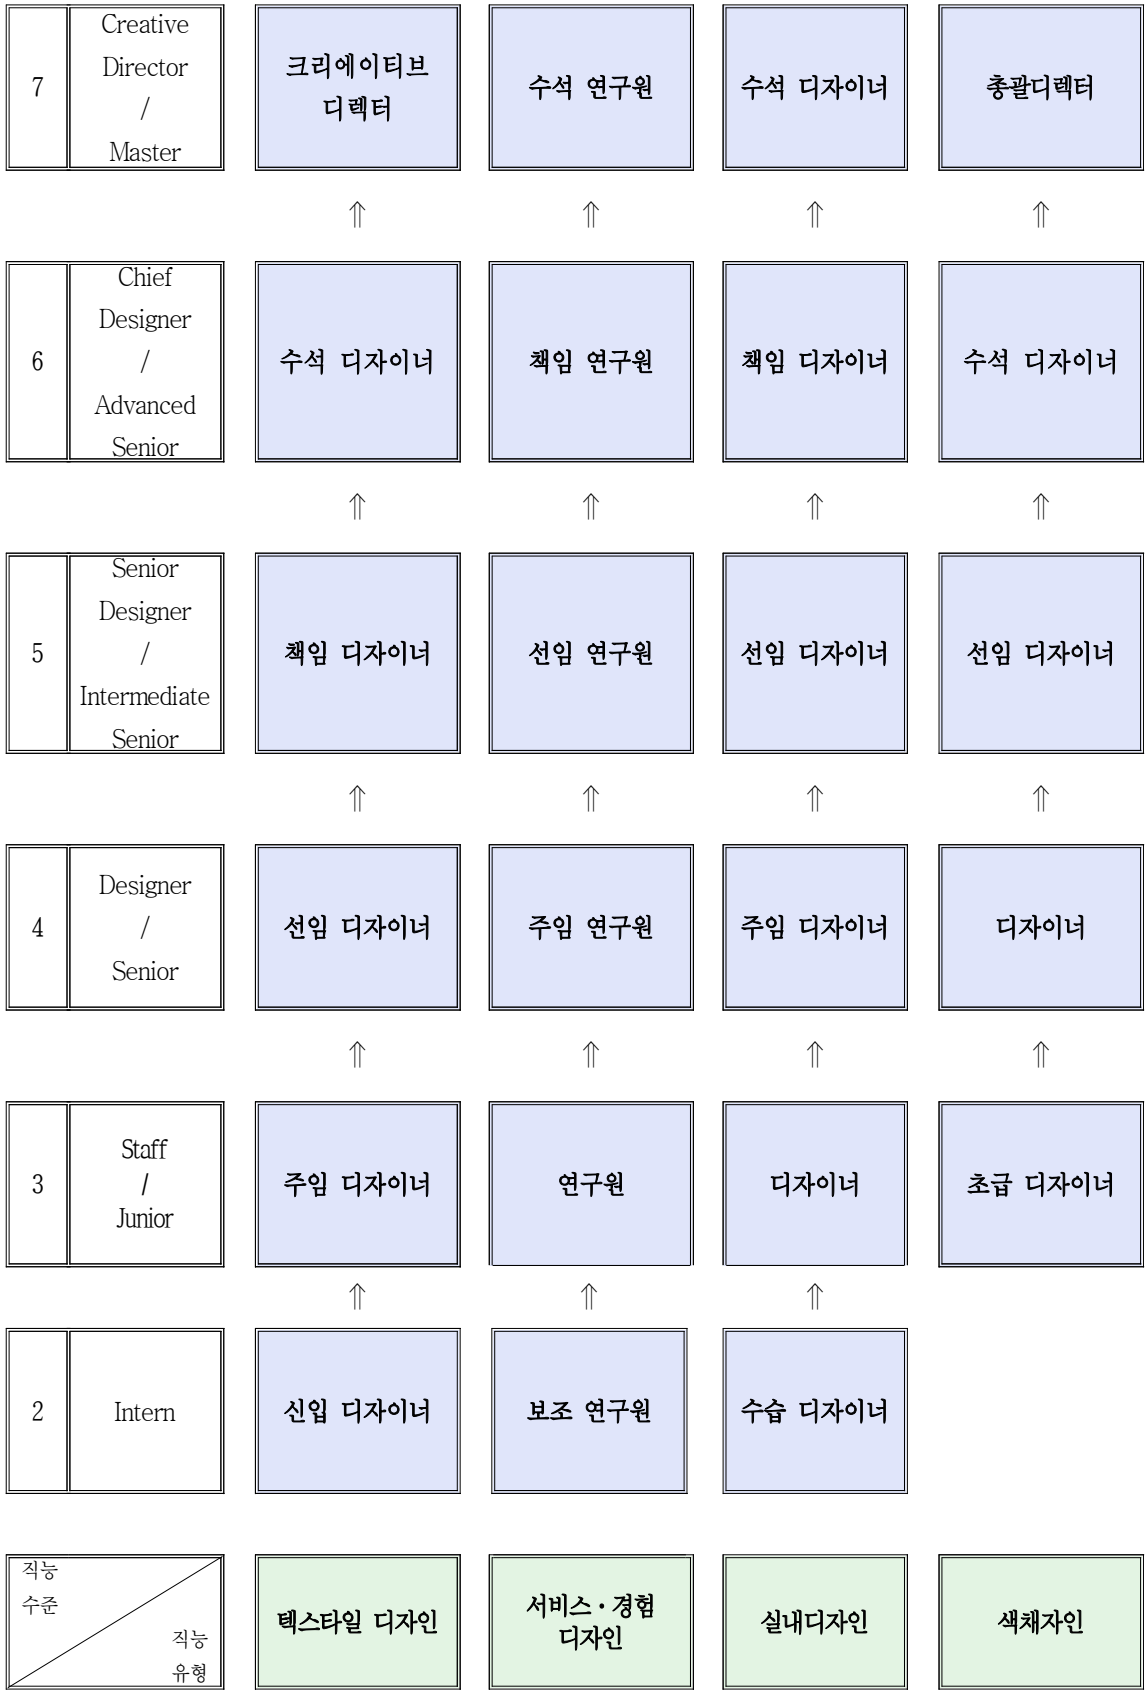 7
Creative
Director
/
Master
크리에이티브
디렉터
수석 연구원
수석 디자이너
총괄디렉터
⇑ ⇑ ⇑ ⇑
6
Chief
Designer
/
Advanced
Senior
수석 디자이너
책임 연구원
책임 디자이너
수석 디자이너
⇑ ⇑ ⇑ ⇑
5
Senior
Designer
/
Intermediate
Senior
책임 디자이너
선임 연구원
선임 디자이너
선임 디자이너
⇑ ⇑ ⇑ ⇑
4
Designer
/
Senior
선임 디자이너
주임 연구원
주임 디자이너
디자이너
⇑ ⇑ ⇑ ⇑
3
Staff
/
Junior
주임 디자이너
연구원
디자이너
초급 디자이너
⇑ ⇑ ⇑
2
Intern
신입 디자이너
보조 연구원
수습 디자이너
직능
수준
직능
유형
텍스타일 디자인
서비스·경험
디자인
실내디자인
색채자인